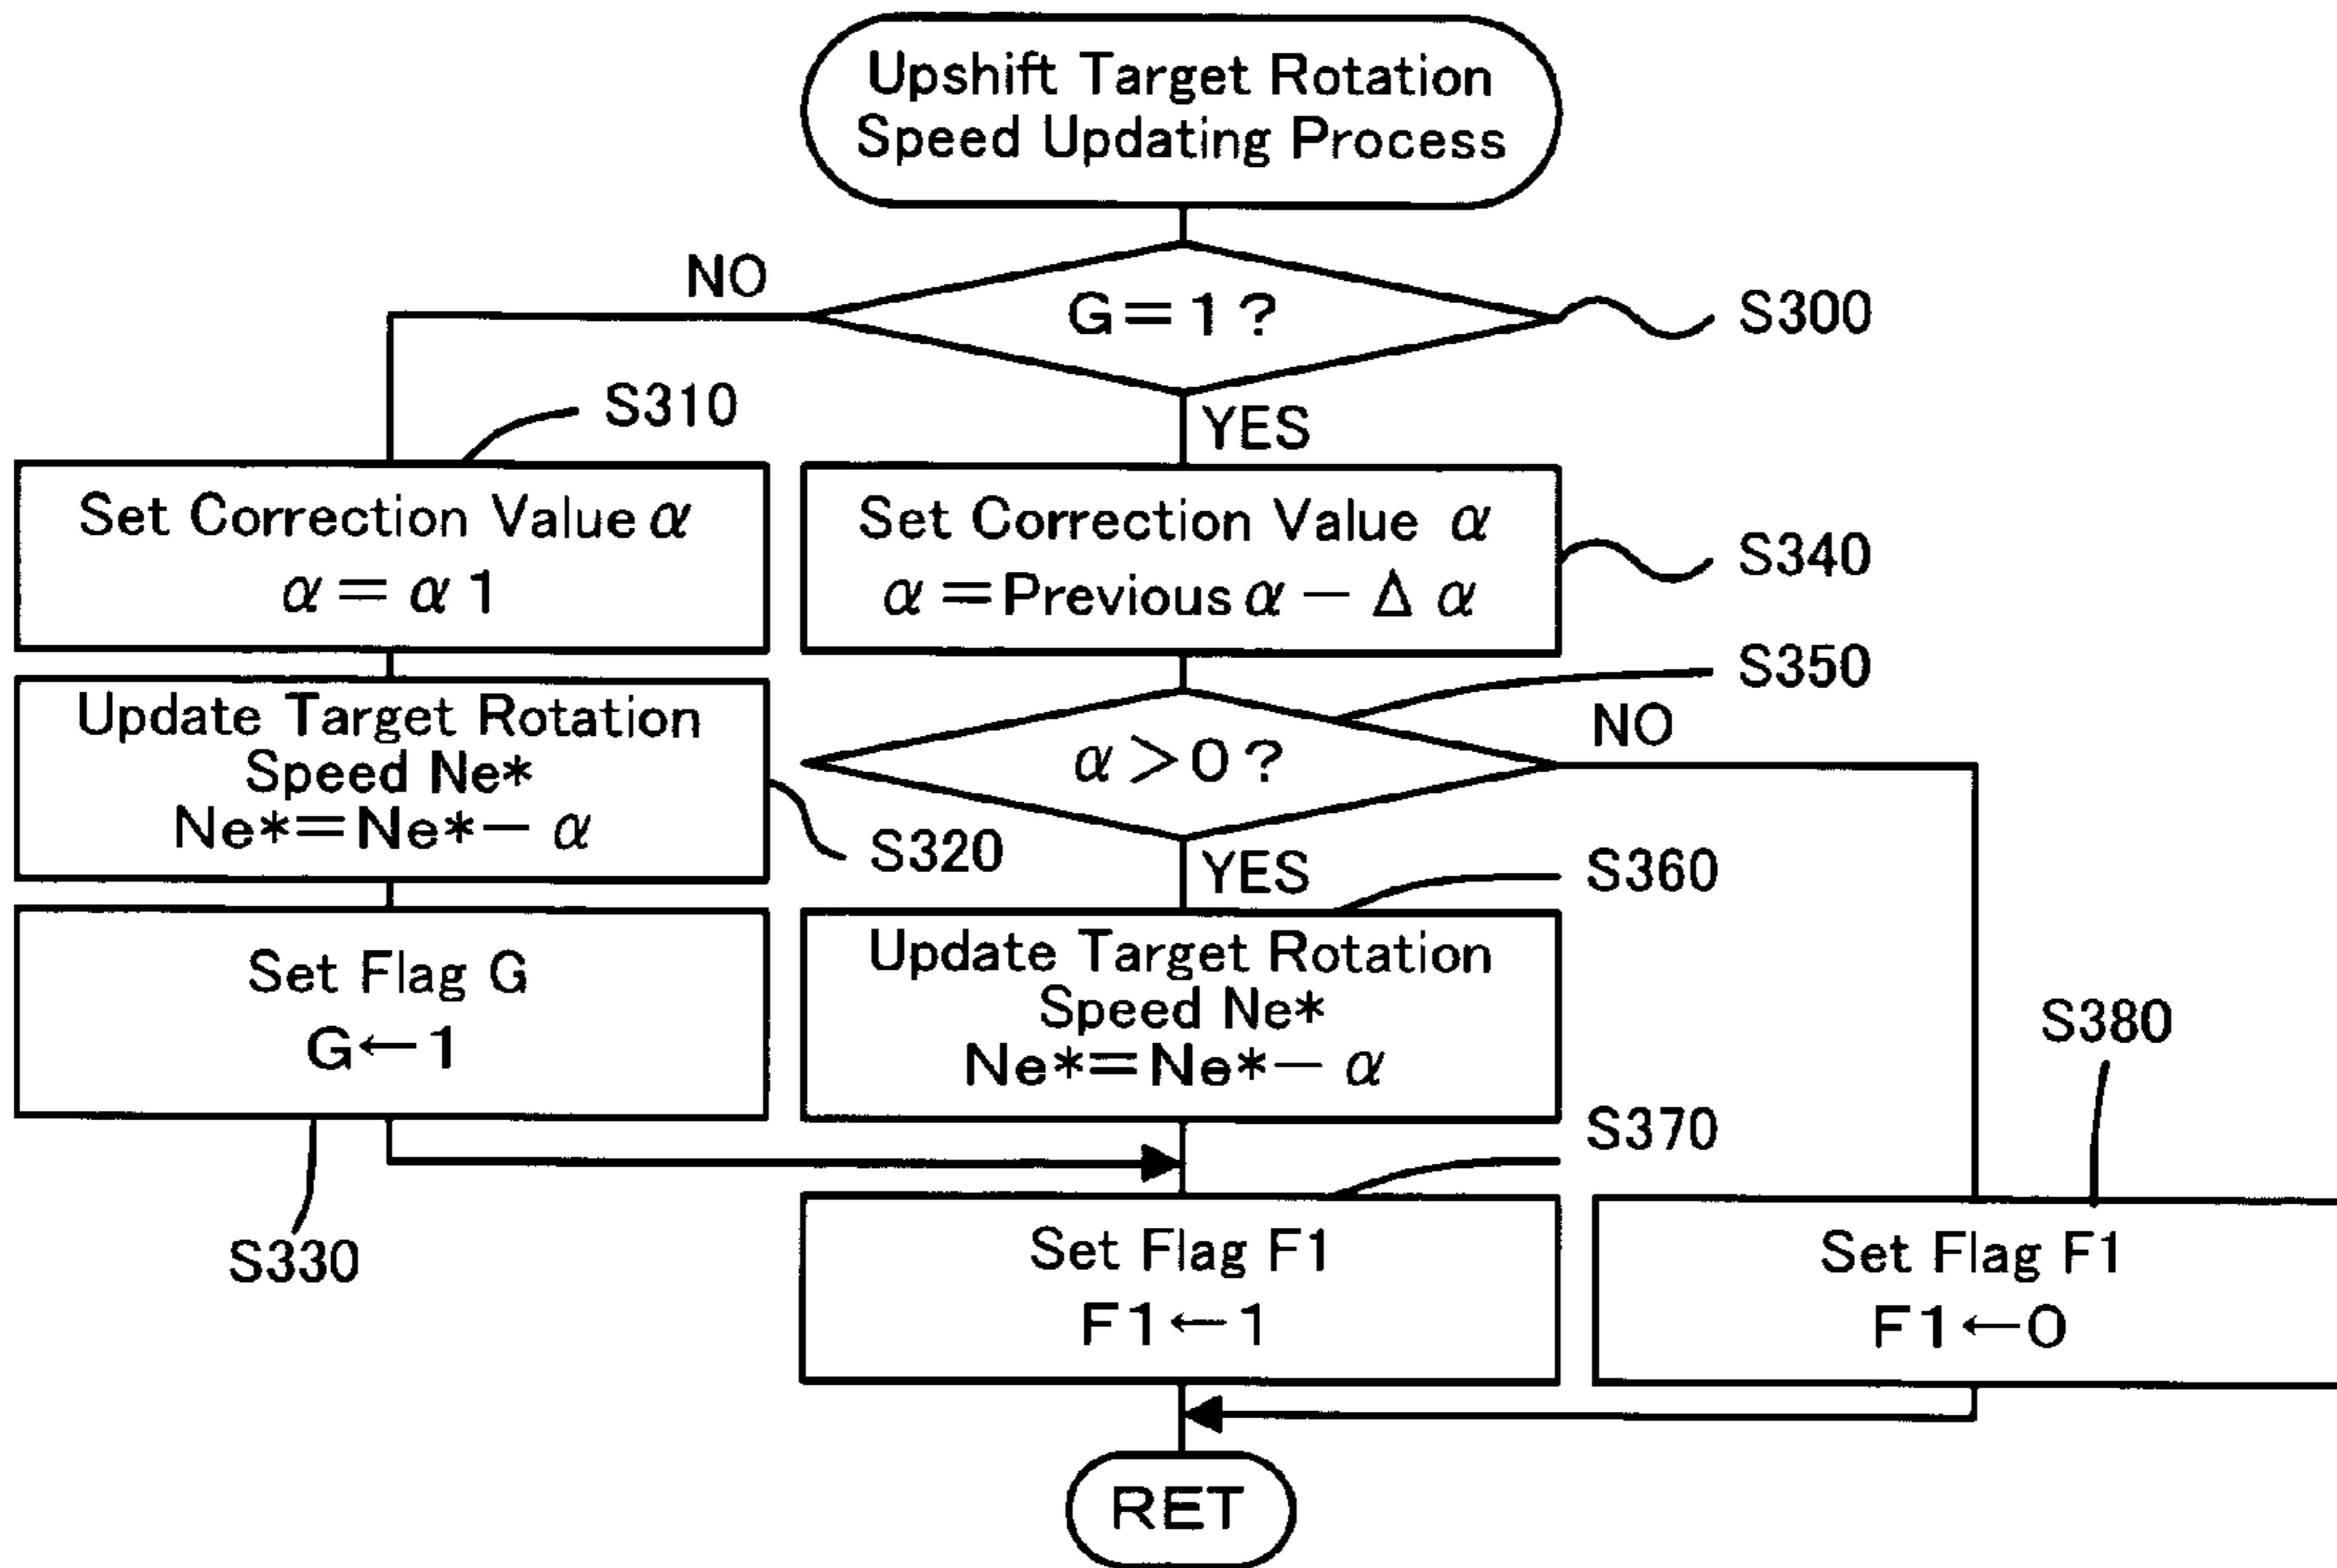 Upshift Target Rotation
Speed Updating Process
NO
G=1?
S300
S310
YES
Set Correction Value α
α=α1
Set Correction Value α
α=Previous α－Δ α
S340
S350
Update Target Rotation
Speed Ne*
Ne*=Ne*－α
S320
α>0?
NO
YES
S360
Set Flag G
G←1
S330
Update Target Rotation
Speed Ne*
Ne*=Ne*－α
S380
S370
Set Flag F1
F1←1
Set Flag F1
F1←0
RET